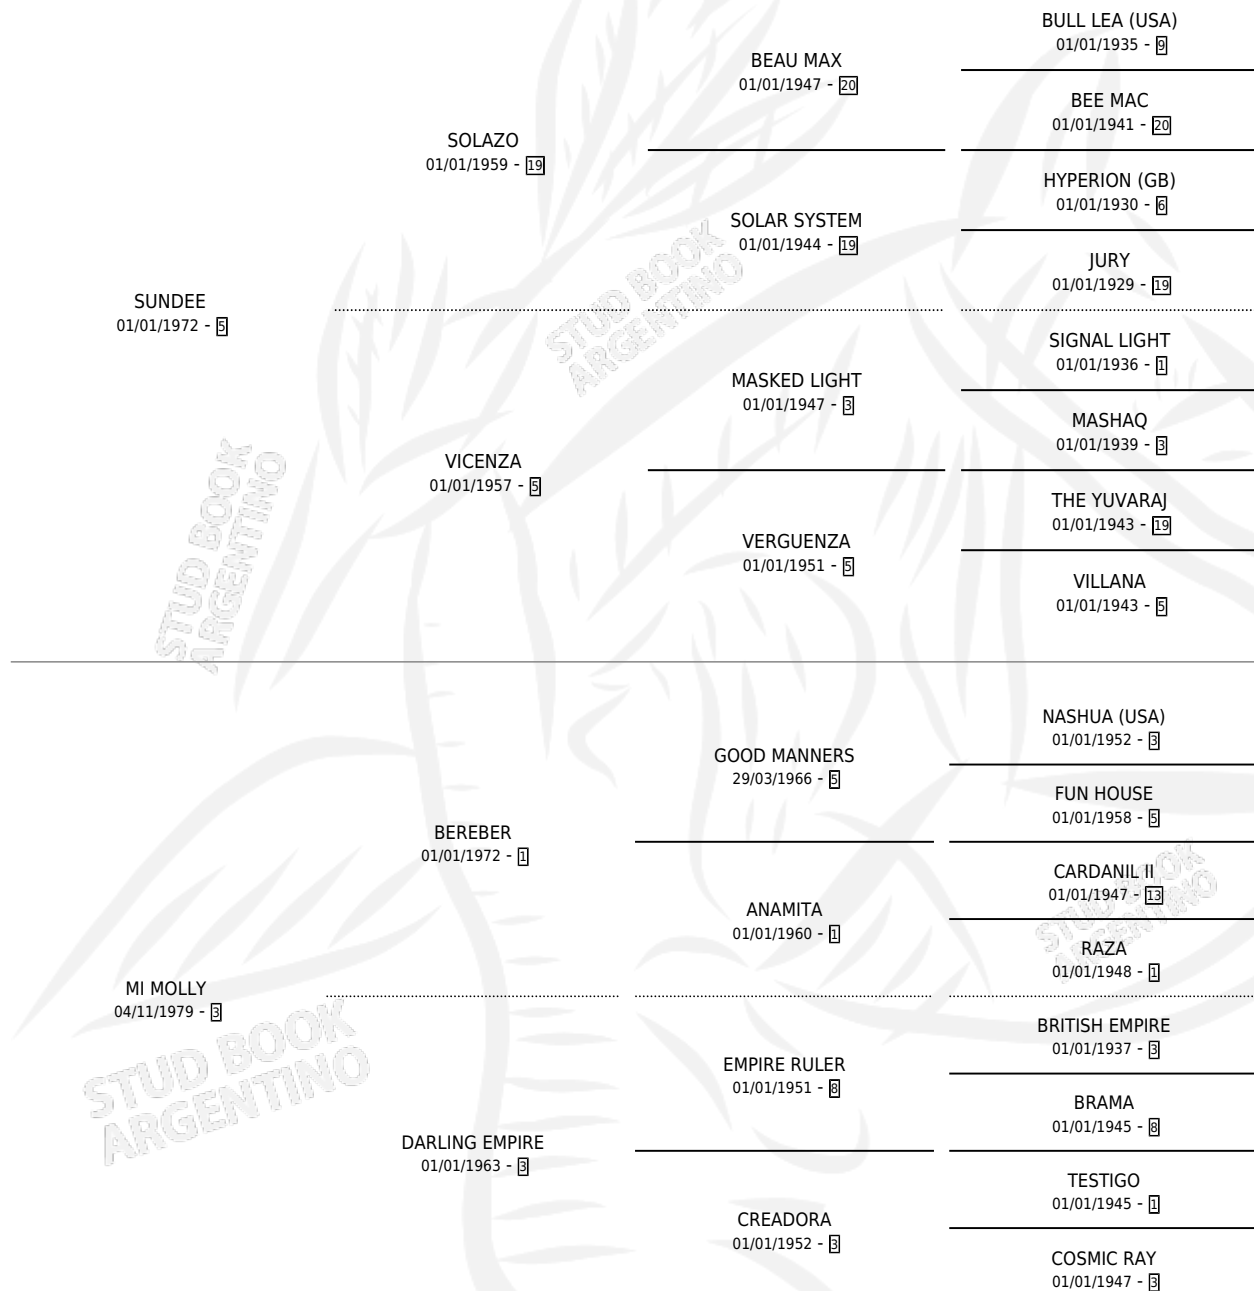 BULL LEA (USA)
01/01/1935 - 9
BEAU MAX
01/01/1947 - 20
BEE MAC
01/01/1941 - 20
SOLAZO
01/01/1959 - 19
HYPERION (GB)
01/01/1930 - 6
SOLAR SYSTEM
01/01/1944 - 19
JURY
01/01/1929 - 19
SUNDEE
01/01/1972 - 5
STUD BOOK
ARGENTINO
SIGNAL LIGHT
01/01/1936 - 1
MASKED LIGHT
01/01/1947 - 3
MASHAQ
01/01/1939 - 3
VICENZA
01/01/1957 - 5
THE YUVARAJ
01/01/1943 - 19
VERGUENZA
01/01/1951 - 5
VILLANA
01/01/1943 - 5
STUD BOOK
ARGENTINO
NASHUA (USA)
01/01/1952 - 3
GOOD MANNERS
29/03/1966 - 5
FUN HOUSE
01/01/1958 - 5
BEREBER
01/01/1972 - 1
CARDANIL II
01/01/1947 - 13
ANAMITA
01/01/1960 - 1
STUD BOOK
ARGENTINO
RAZA
01/01/1948 - 1
MI MOLLY
04/11/1979 - 3
BRITISH EMPIRE
01/01/1937 - 3
EMPIRE RULER
01/01/1951 - 8
BRAMA
01/01/1945 - 8
STUD BOOK
ARGENTINO
DARLING EMPIRE
01/01/1963 - 3
TESTIGO
01/01/1945 - 1
CREADORA
01/01/1952 - 3
COSMIC RAY
01/01/1947 - 3